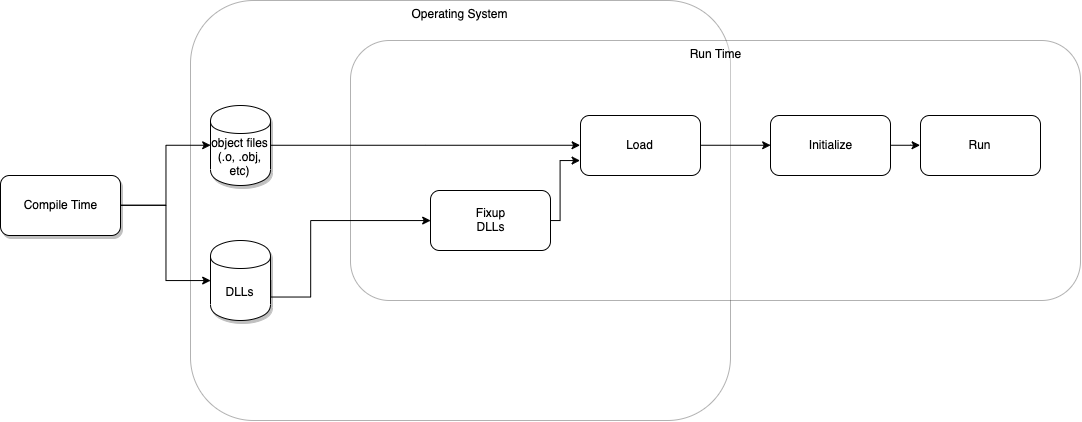 Operating System
Run Time
object files
(.o, .obj,
etc)
Load
Initialize
Run
Compile Time
Fixup
DLLs
DLLs